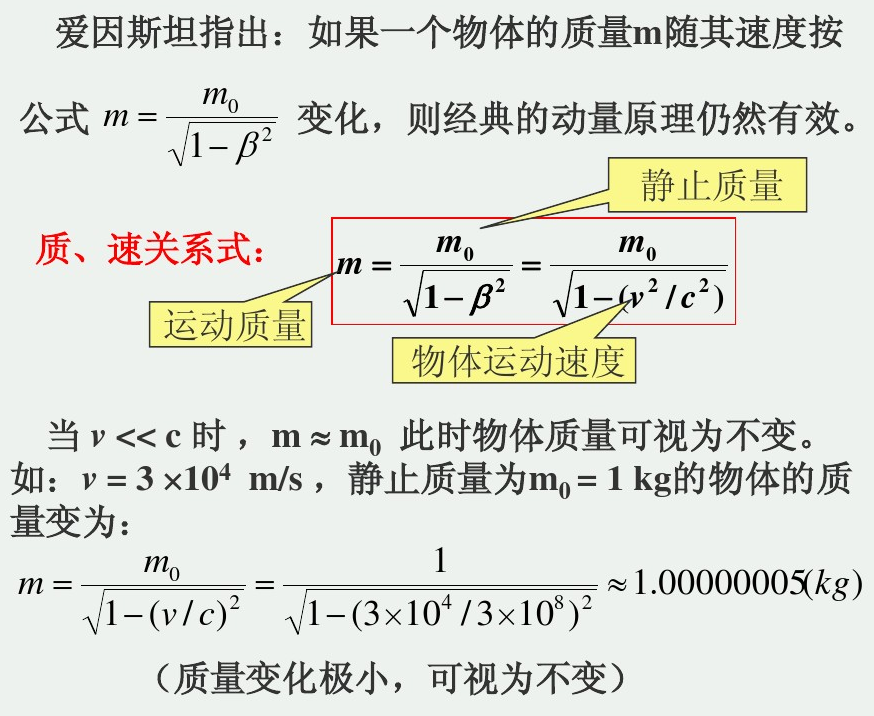 爱因斯坦指出：如果一个物体的质量m随其速度按
公式 m = m₀ / √(1 − β²) 变化，则经典的动量原理仍然有效。
静止质量
质、速关系式： m = m₀ / √(1 − β²) = m₀ / √(1 − (v² / c²))
运动质量
物体运动速度
当 v << c 时 ，m ≈ m₀ 此时物体质量可视为不变。
如：v = 3 ×10⁴ m/s ，静止质量为m₀ = 1 kg的物体的质
量变为：
m = m₀ / √(1 − (v / c)²) = 1 / √(1 − (3×10⁴ / 3×10⁸)²) ≈ 1.00000005(kg)
（质量变化极小，可视为不变）